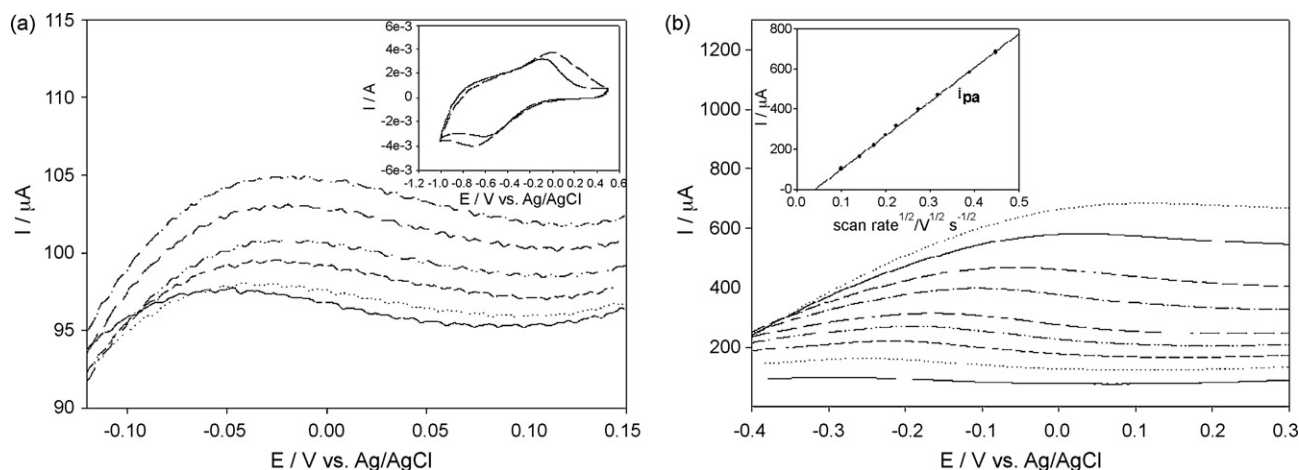 (a)
115
110
105
100
95
90
I / μA
-0.10
-0.05
0.00
0.05
0.10
0.15
E / V vs. Ag/AgCl
6e-3
4e-3
2e-3
0
-2e-3
-4e-3
6e-3
I / A
-1.2 -1.0 -0.8 -0.6 -0.4 -0.2 0.0 0.2 0.4 0.6
E / V vs. Ag/AgCl
(b)
1200
1000
800
600
400
200
I / μA
-0.4
-0.3
-0.2
-0.1
0.0
0.1
0.2
0.3
E / V vs. Ag/AgCl
800
600
400
200
-0
I / μA
ipa
0.0
0.1
0.2
0.3
0.4
0.5
scan rate1/2/V1/2 s-1/2